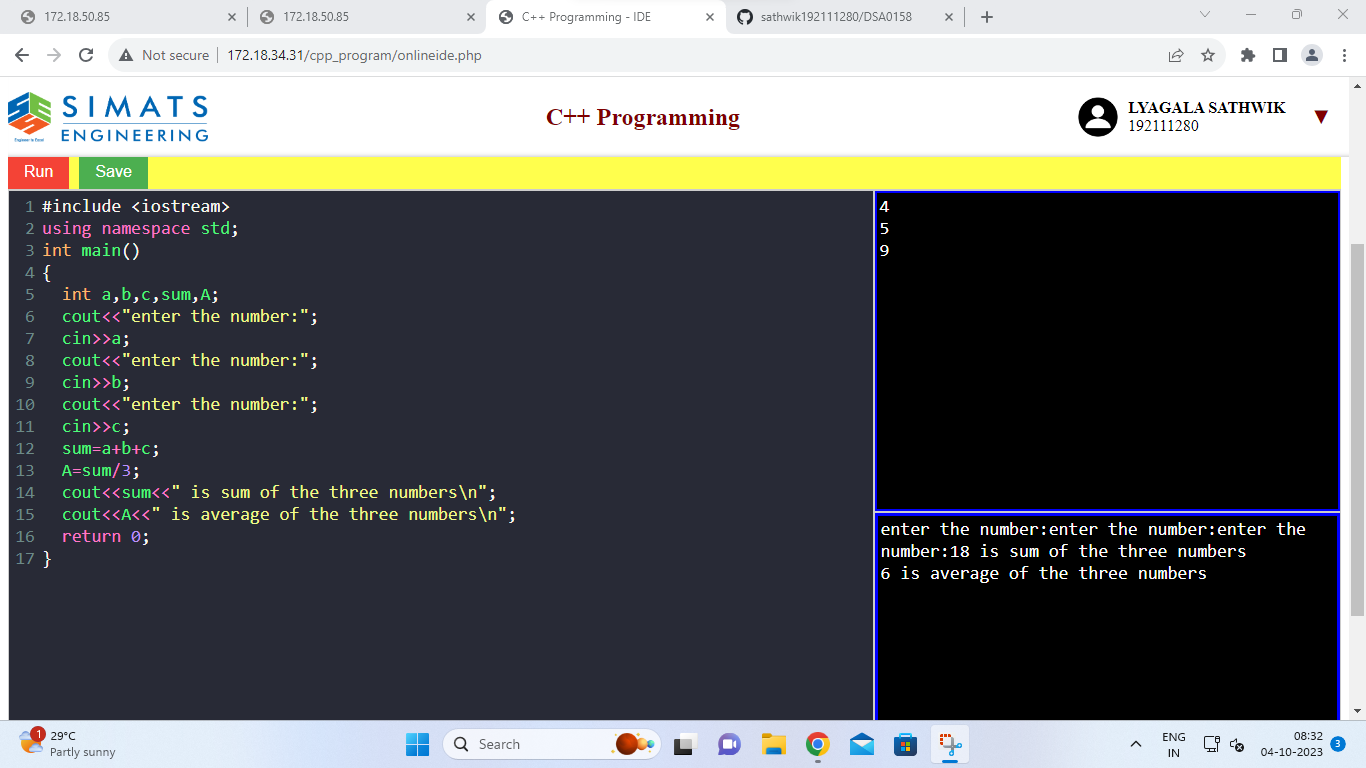 172.18.50.85
172.18.50.85
C++ Programming - IDE
sathwik192111280/DSA0158
Not secure
172.18.34.31/cpp_program/onlineide.php
SIMATS
ENGINEERING
Engineer to Excel
C++ Programming
LYAGALA SATHWIK
192111280
Run
Save
1 #include <iostream>
2 using namespace std;
3 int main()
4 {
5   int a,b,c,sum,A;
6   cout<<"enter the number:";
7   cin>>a;
8   cout<<"enter the number:";
9   cin>>b;
10   cout<<"enter the number:";
11   cin>>c;
12   sum=a+b+c;
13   A=sum/3;
14   cout<<sum<<" is sum of the three numbers\n";
15   cout<<A<<" is average of the three numbers\n";
16   return 0;
17 }
4
5
9
enter the number:enter the number:enter the
number:18 is sum of the three numbers
6 is average of the three numbers
1
29°C
Partly sunny
Search
ENG
IN
08:32
04-10-2023
3